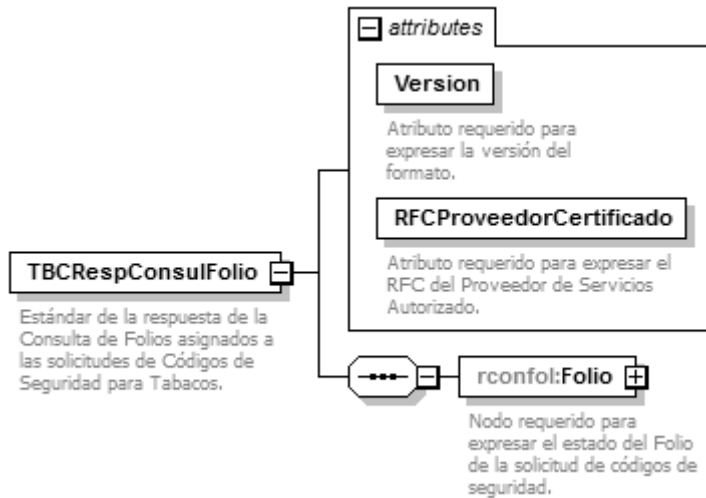 attributes
Version
Atributo requerido para
expresar la versión del
formato.
RFCProveedorCertificado
Atributo requerido para expresar el
RFC del Proveedor de Servicios
Autorizado.
TBCRespConsulFolio
Estándar de la respuesta de la
Consulta de Folios asignados a
las solicitudes de Códigos de
Seguridad para Tabacos.
rconfol:Folio
Nodo requerido para
expresar el estado del Folio
de la solicitud de códigos de
seguridad.